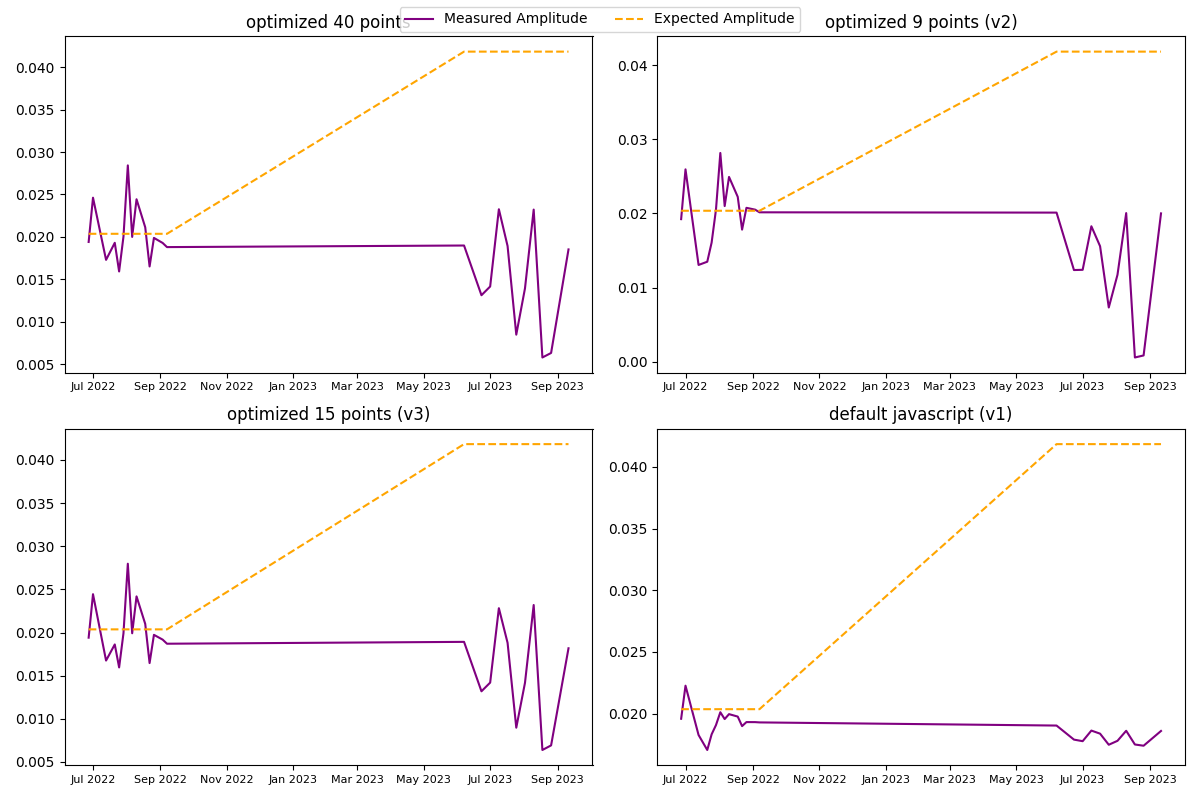 Measured Amplitude
Expected Amplitude
optimized 40 points
0.040
0.035
0.030
0.025
0.020
0.015
0.010
0.005
Jul 2022 Sep 2022 Nov 2022 Jan 2023 Mar 2023 May 2023 Jul 2023 Sep 2023
optimized 9 points (v2)
0.04
0.03
0.02
0.01
0.00
Jul 2022 Sep 2022 Nov 2022 Jan 2023 Mar 2023 May 2023 Jul 2023 Sep 2023
optimized 15 points (v3)
0.040
0.035
0.030
0.025
0.020
0.015
0.010
0.005
Jul 2022 Sep 2022 Nov 2022 Jan 2023 Mar 2023 May 2023 Jul 2023 Sep 2023
default javascript (v1)
0.040
0.035
0.030
0.025
0.020
Jul 2022 Sep 2022 Nov 2022 Jan 2023 Mar 2023 May 2023 Jul 2023 Sep 2023